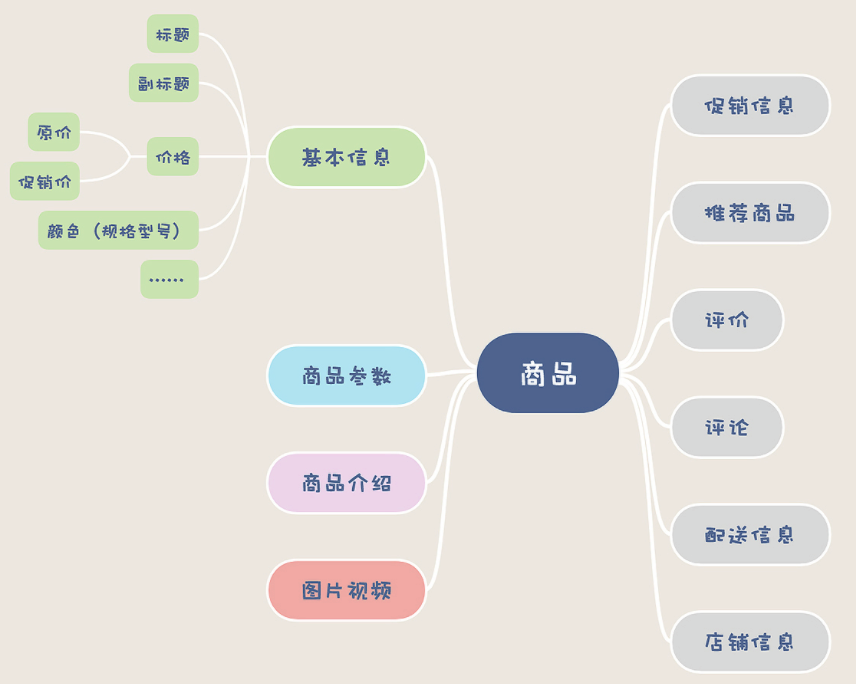 标题
副标题
原价
促销价
价格
颜色（规格型号）
……
基本信息
商品参数
商品介绍
图片视频
商品
促销信息
推荐商品
评价
评论
配送信息
店铺信息